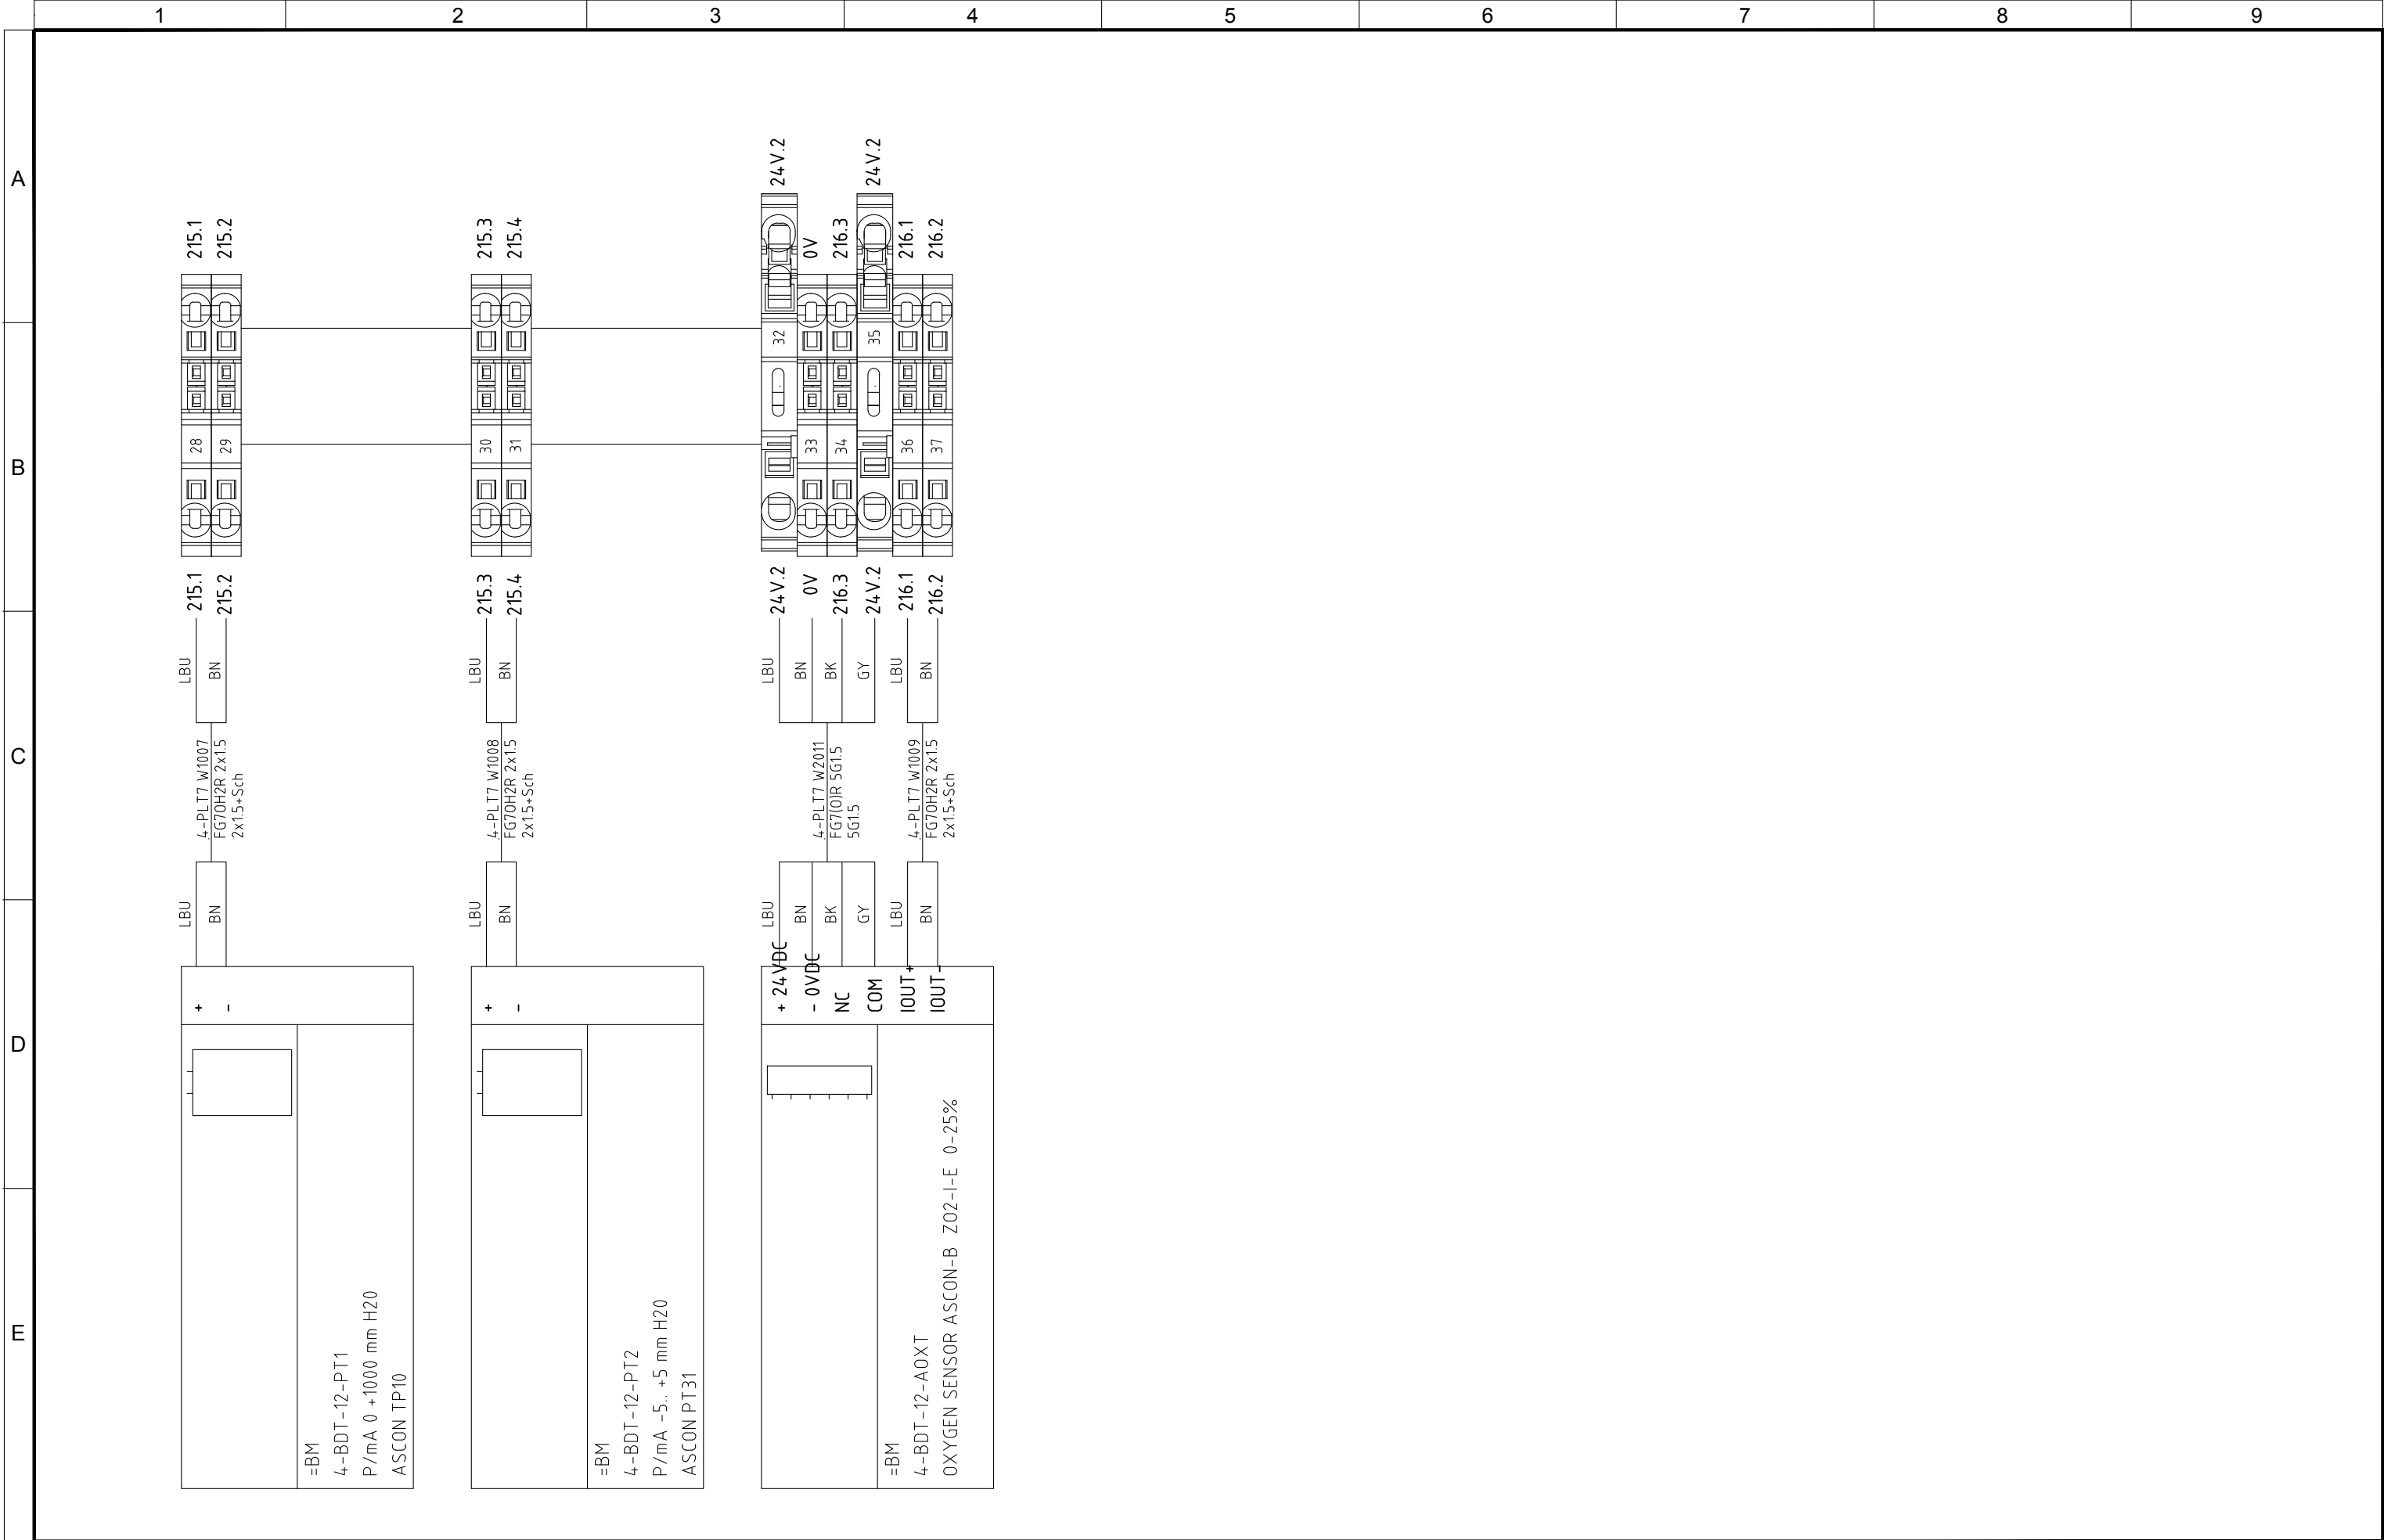 1 2 3 4 5 6 7 8 9
A
B
C
D
E
215.1
215.2
215.3
215.4
24V.2
0V
216.3
24V.2
216.1
216.2
28
29
30
31
32
33
34
35
36
37
215.1
215.2
215.3
215.4
24V.2
0V
216.3
24V.2
216.1
216.2
LBU
BN
LBU
BN
LBU
BN
BK
GY
LBU
BN
4-PLT7 W1007
FG7OH2R 2x1.5
2x1.5+Sch
4-PLT7 W1008
FG7OH2R 2x1.5
2x1.5+Sch
4-PLT7 W2011
FG7(O)R 5G1.5
5G1.5
4-PLT7 W1009
FG7OH2R 2x1.5
2x1.5+Sch
LBU
BN
LBU
BN
LBU
BN
BK
GY
LBU
BN
+
-
+
-
+ 24VDC
- 0VDC
NC
COM
IOUT+
IOUT-
=BM
4-BDT-12-PT1
P/mA 0 +1000 mm H20
ASCON TP10
=BM
4-BDT-12-PT2
P/mA -5.. +5 mm H20
ASCON PT31
=BM
4-BDT-12-AOXT
OXYGEN SENSOR ASCON-B ZO2-I-E 0-25%